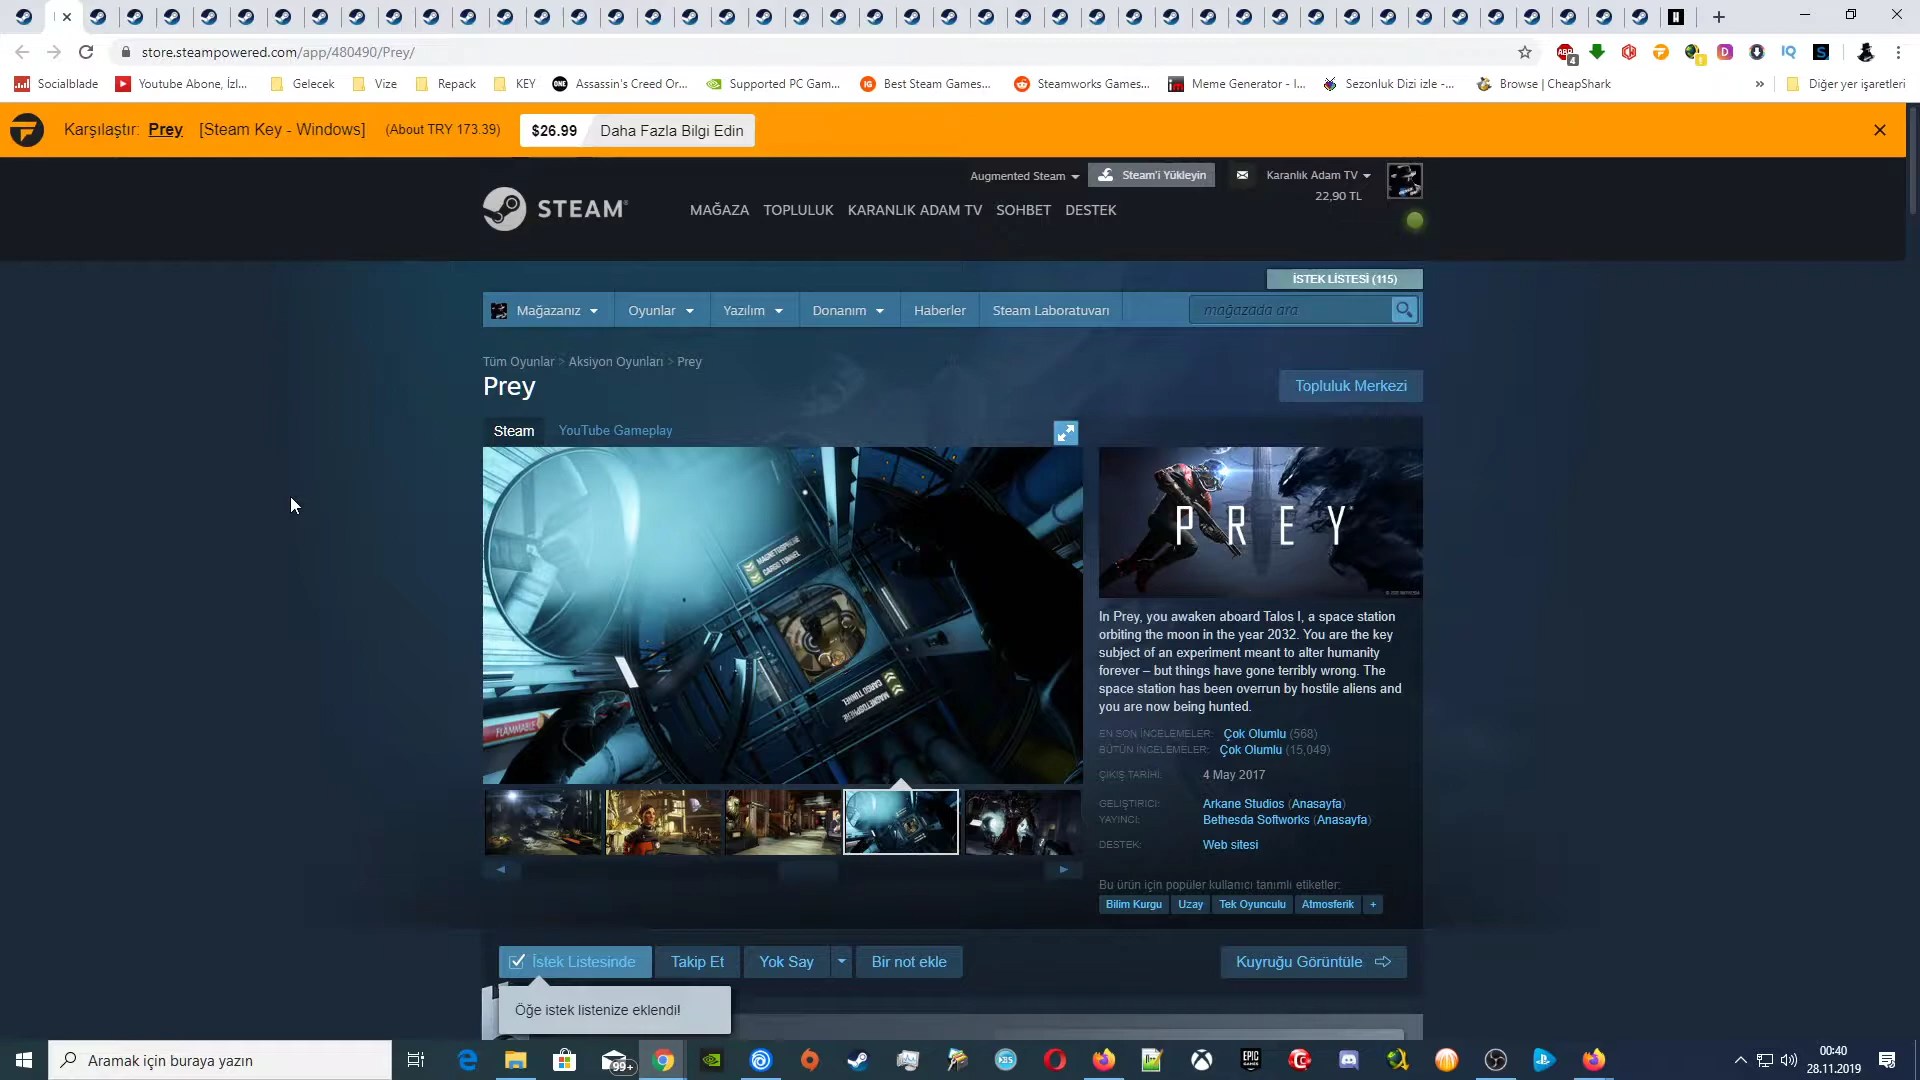 store.steampowered.com/app/480490/Prey/
Socialblade
Youtube Abone, İzl...
Gelecek
Vize
Repack
KEY
Assassin's Creed Or...
Supported PC Gam...
Best Steam Games...
Steamworks Games...
Meme Generator - I...
Sezonluk Dizi izle -...
Browse | CheapShark
»
Diğer yer işaretleri
Karşılaştır: Prey [Steam Key - Windows] (About TRY 173.39) $26.99 Daha Fazla Bilgi Edin
Augmented Steam
Steam'i Yükleyin
Karanlık Adam TV
22,90 TL
STEAM
MAĞAZA TOPLULUK KARANLIK ADAM TV SOHBET DESTEK
İSTEK LİSTESİ (115)
Mağazanız Oyunlar Yazılım Donanım Haberler Steam Laboratuvarı
mağazada ara
Tüm Oyunlar > Aksiyon Oyunları > Prey
Prey
Topluluk Merkezi
Steam YouTube Gameplay
MAGNETOSPHERE
CARGO TUNNEL
MAGNETOSPHERE
CARGO TUNNEL
FLAMMABLE
PREY
In Prey, you awaken aboard Talos I, a space station
orbiting the moon in the year 2032. You are the key
subject of an experiment meant to alter humanity
forever – but things have gone terribly wrong. The
space station has been overrun by hostile aliens and
you are now being hunted.
EN SON İNCELEMELER: Çok Olumlu (568)
BÜTÜN İNCELEMELER: Çok Olumlu (15,049)
ÇIKIŞ TARİHİ: 4 May 2017
GELİŞTİRİCİ: Arkane Studios (Anasayfa)
YAYINCI: Bethesda Softworks (Anasayfa)
DESTEK: Web sitesi
Bu ürün için popüler kullanıcı tanımlı etiketler:
Bilim Kurgu Uzay Tek Oyunculu Atmosferik +
İstek Listesinde Takip Et Yok Say Bir not ekle
Kuyruğu Görüntüle
Öğe istek listenize eklendi!
Aramak için buraya yazın
99+
00:40
28.11.2019